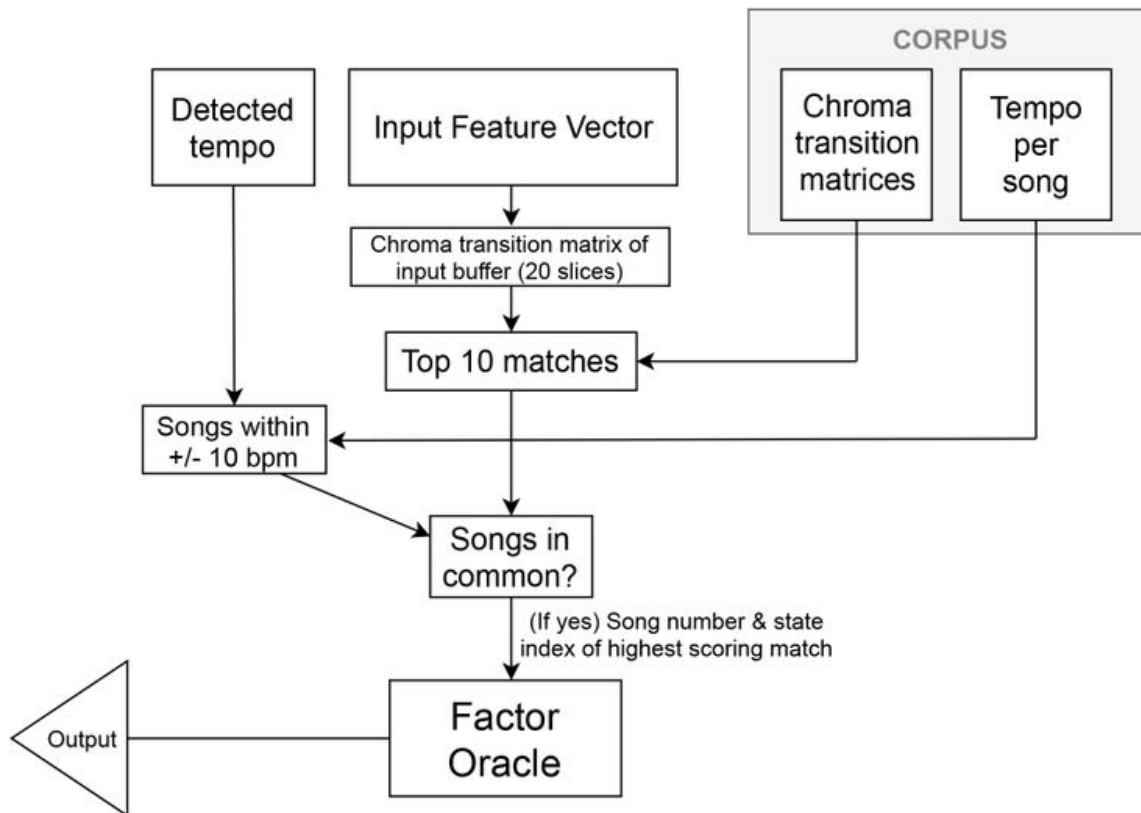 CORPUS
Detected
tempo
Input Feature Vector
Chroma
transition
matrices
Tempo
per
song
Chroma transition matrix of
input buffer (20 slices)
Top 10 matches
Songs within
+/- 10 bpm
Songs in
common?
(If yes) Song number & state
index of highest scoring match
Factor
Oracle
Output